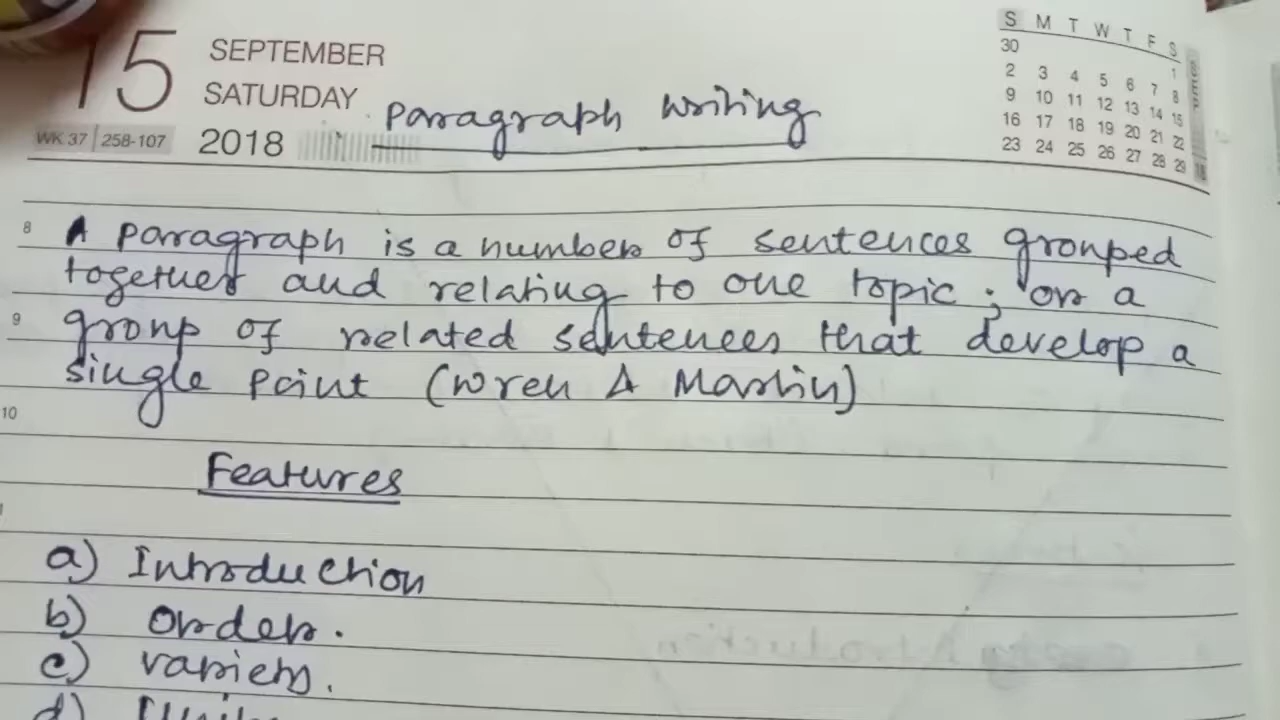 15 SEPTEMBER
SATURDAY
WK 37 258-107 2018
Paragraph writing
S M T W T F S
30 1
2 3 4 5 6 7 8
9 10 11 12 13 14 15
16 17 18 19 20 21 22
23 24 25 26 27 28 29
8
A paragraph is a number of sentences grouped
together and relating to one topic; or a
9
group of related sentences that develop a
single point (Wren & Martin)
10
Features
a) Introduction
b) Order.
c) variety.
d) Unity